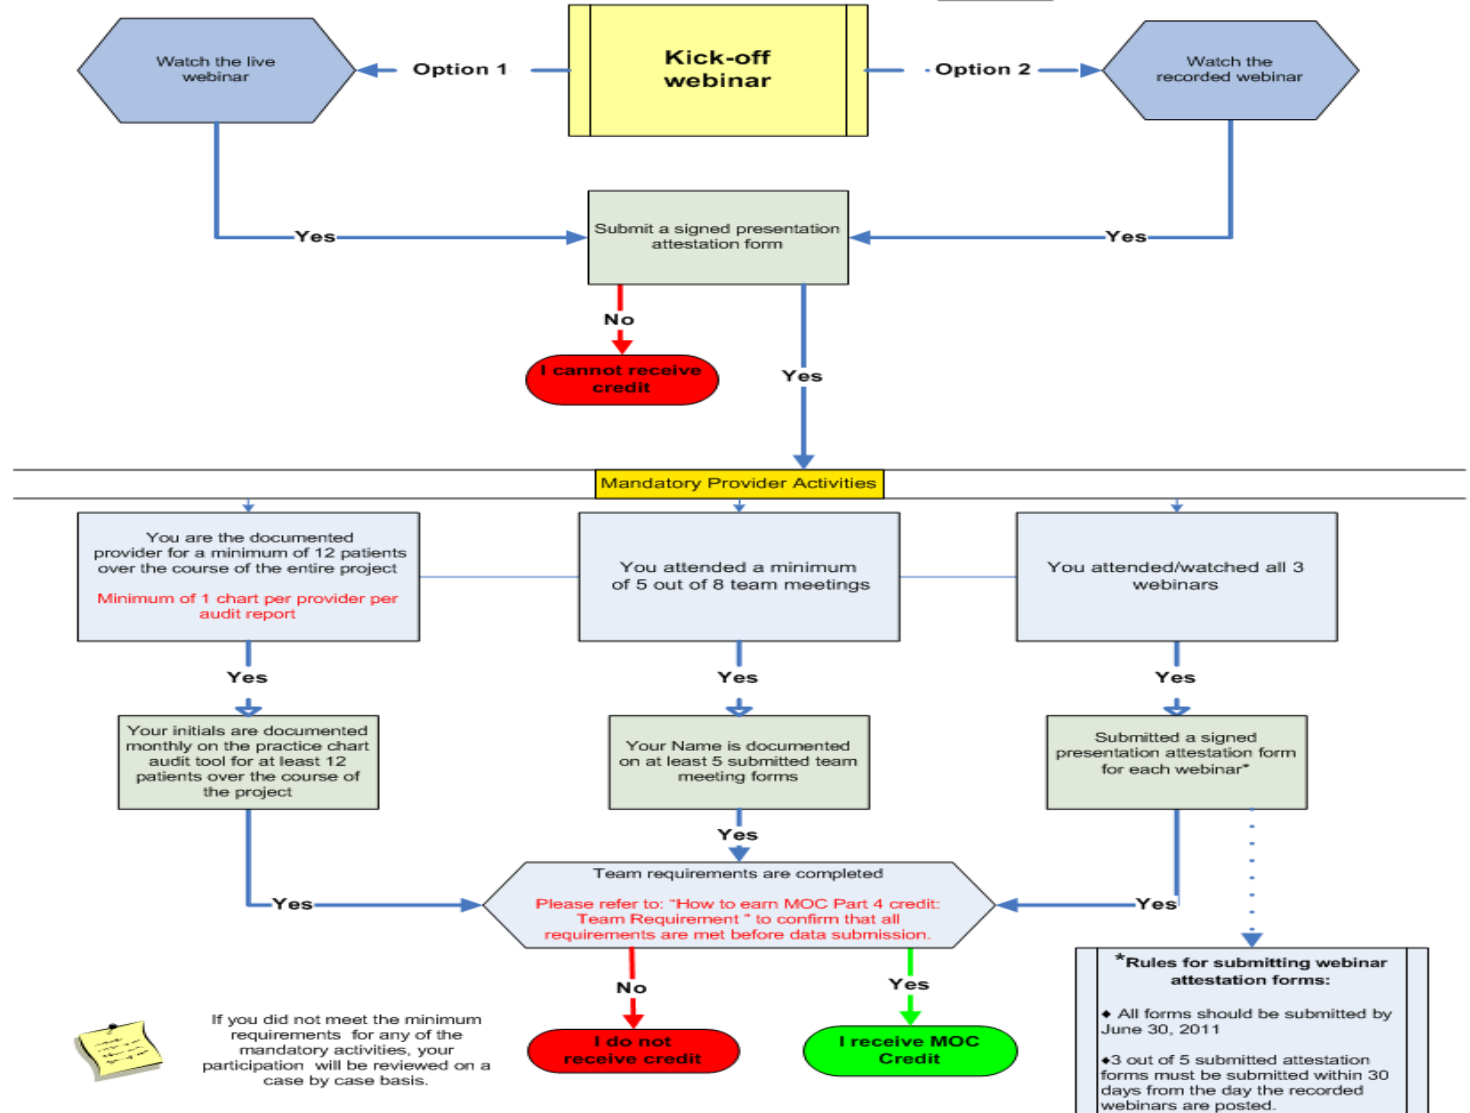 Kick-off
webinar
Watch the live
webinar
Option 1
Option 2
Watch the
recorded webinar
Submit a signed presentation
attestation form
Yes
Yes
No
I cannot receive
credit
Yes
Mandatory Provider Activities
You are the documented
provider for a minimum of 12 patients
over the course of the entire project
Minimum of 1 chart per provider per
audit report
You attended a minimum
of 5 out of 8 team meetings
You attended/watched all 3
webinars
Yes
Yes
Yes
Your initials are documented
monthly on the practice chart
audit tool for at least 12
patients over the course of
the project
Your Name is documented
on at least 5 submitted team
meeting forms
Submitted a signed
presentation attestation form
for each webinar*
Yes
Yes
Yes
Team requirements are completed
Please refer to: "How to earn MOC Part 4 credit:
Team Requirement " to confirm that all
requirements are met before data submission.
No
Yes
I do not
receive credit
I receive MOC
Credit
If you did not meet the minimum
requirements for any of the
mandatory activities, your
participation will be reviewed on a
case by case basis.
*Rules for submitting webinar
attestation forms:
♦ All forms should be submitted by
June 30, 2011
♦3 out of 5 submitted attestation
forms must be submitted within 30
days from the day the recorded
webinars are posted.